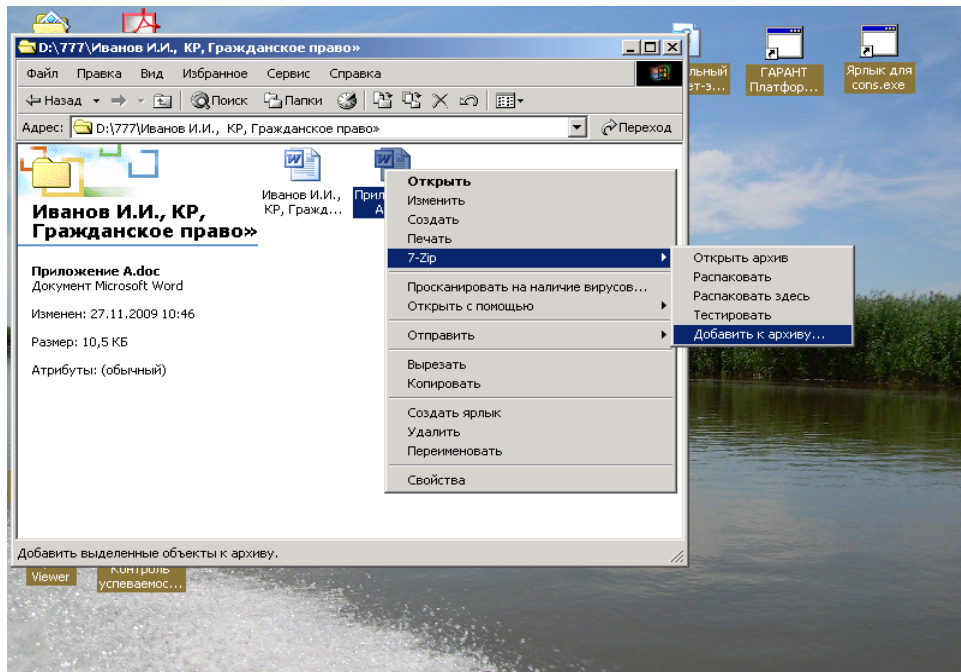 D:\777\Иванов И.И., КР, Гражданское право»
Файл Правка Вид Избранное Сервис Справка
Назад Поиск Папки
Адрес: D:\777\Иванов И.И., КР, Гражданское право» Переход
Иванов И.И., КР,
Гражданское право»
Приложение A.doc
Документ Microsoft Word
Изменен: 27.11.2009 10:46
Размер: 10,5 КБ
Атрибуты: (обычный)
Иванов И.И.,
КР, Гражд...
Открыть
Изменить
Создать
Печать
7-Zip
Просканировать на наличие вирусов...
Открыть с помощью
Отправить
Вырезать
Копировать
Создать ярлык
Удалить
Переименовать
Свойства
Открыть архив
Распаковать
Распаковать здесь
Тестировать
Добавить к архиву...
Добавить выделенные объекты к архиву.
ГАРАНТ
Платфор...
Ярлык для
cons.exe
Viewer
Контроль
успеваемос...